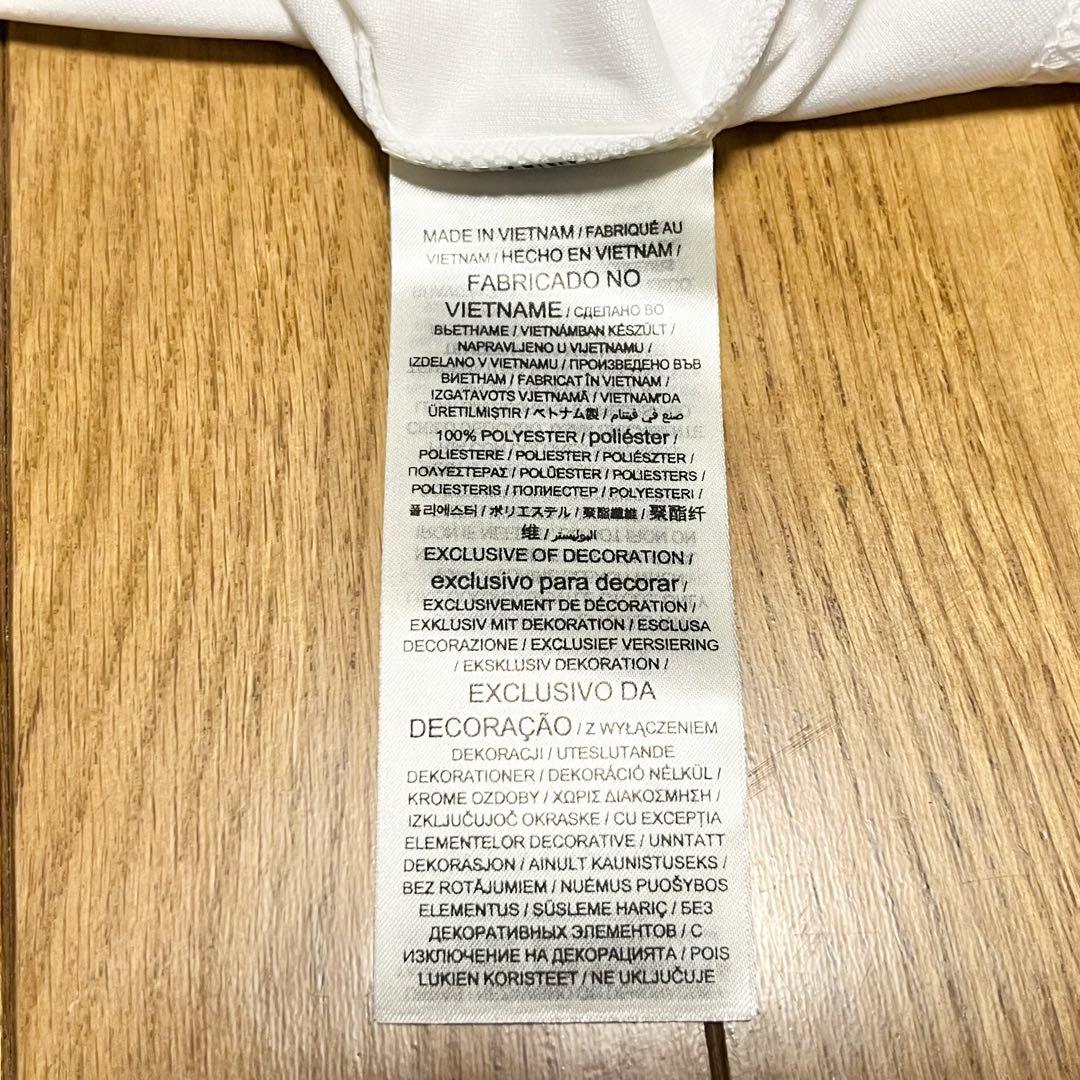 MADE IN VIETNAM / FABRIQUÉ AU
VIETNAM / HECHO EN VIETNAM /
FABRICADO NO
VIETNAME / СДЕЛАНО ВО
ВЬЕТНАМЕ / VIETNÁMBAN KÉSZÜLT /
NAPRAVLJENO U VIJETNAMU /
IZDELANO V VIETNAMU / ПРОИЗВЕДЕНО ВЪВ
ВИЕТНАМ / FABRICAT ÎN VIETNAM /
IZGATAVOTS VJETNAMĀ / VIETNAM'DA
ÜRETILMIŞTIR / ベトナム製 / صنع في فيتنام
100% POLYESTER / poliéster /
POLIESTERE / POLIESTER / POLIÉSZTER /
ΠΟΛΥΕΣΤΕΡΑΣ / POLÜESTER / POLIESTERS /
POLIESTERIS / ПОЛИЕСТЕР / POLYESTERI /
폴리에스터 / ポリエステル / 聚酯纖維 / 聚酯纤
维 / البوليستر
EXCLUSIVE OF DECORATION /
exclusivo para decorar /
EXCLUSIVEMENT DE DÉCORATION /
EXKLUSIV MIT DEKORATION / ESCLUSA
DECORAZIONE / EXCLUSIEF VERSIERING
/ EKSKLUSIV DEKORATION /
EXCLUSIVO DA
DECORAÇÃO / Z WYŁĄCZENIEM
DEKORACJI / UTESLUTANDE
DEKORATIONER / DEKORÁCIÓ NÉLKÜL /
KROME OZDOBY / ΧΩΡΙΣ ΔΙΑΚΟΣΜΗΣΗ /
IZKLJUČUJOČ OKRASKE / CU EXCEPȚIA
ELEMENTELOR DECORATIVE / UNNTATT
DEKORASJON / AINULT KAUNISTUSEKS /
BEZ ROTĀJUMIEM / NUĖMUS PUOŠYBOS
ELEMENTUS / SÜSLEME HARIÇ / БЕЗ
ДЕКОРАТИВНЫХ ЭЛЕМЕНТОВ / С
ИЗКЛЮЧЕНИЕ НА ДЕКОРАЦИЯТА / POIS
LUKIEN KORISTEET / NE UKLJUČUJE